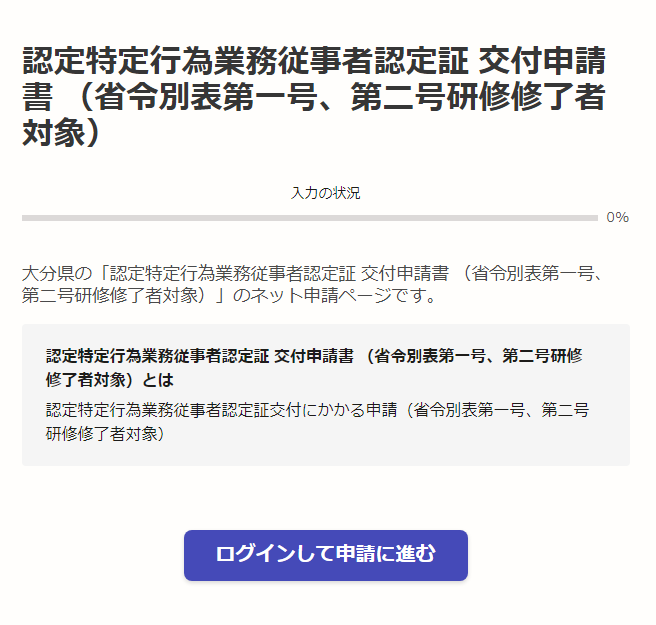 認定特定行為業務従事者認定証 交付申請
書 （省令別表第一号、第二号研修修了者
対象）
入力の状況
0%
大分県の「認定特定行為業務従事者認定証 交付申請書 （省令別表第一号、
第二号研修修了者対象）」のネット申請ページです。
認定特定行為業務従事者認定証 交付申請書 （省令別表第一号、第二号研修
修了者対象）とは
認定特定行為業務従事者認定証交付にかかる申請（省令別表第一号、第二号
研修修了者対象）
ログインして申請に進む